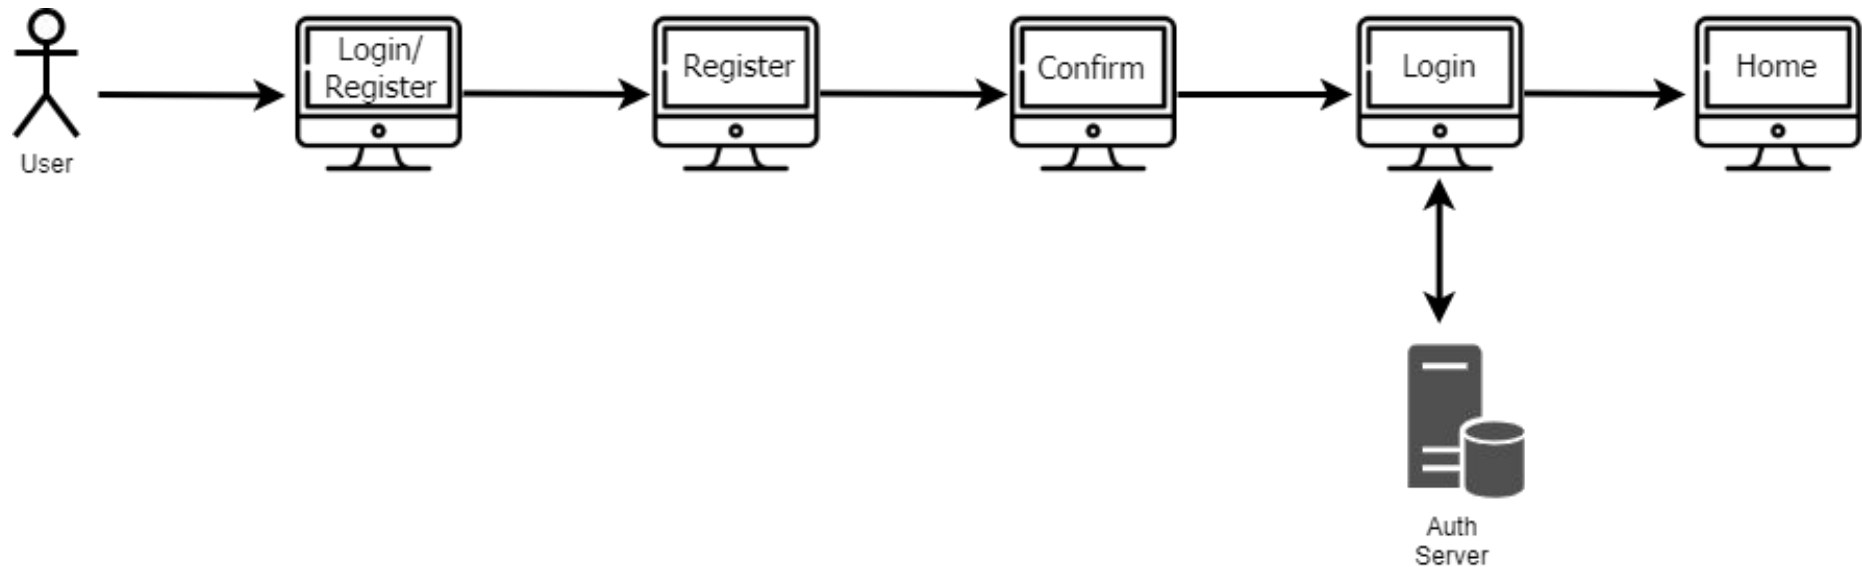 Login/
Register
Register
Confirm
Login
Home
User
Auth
Server